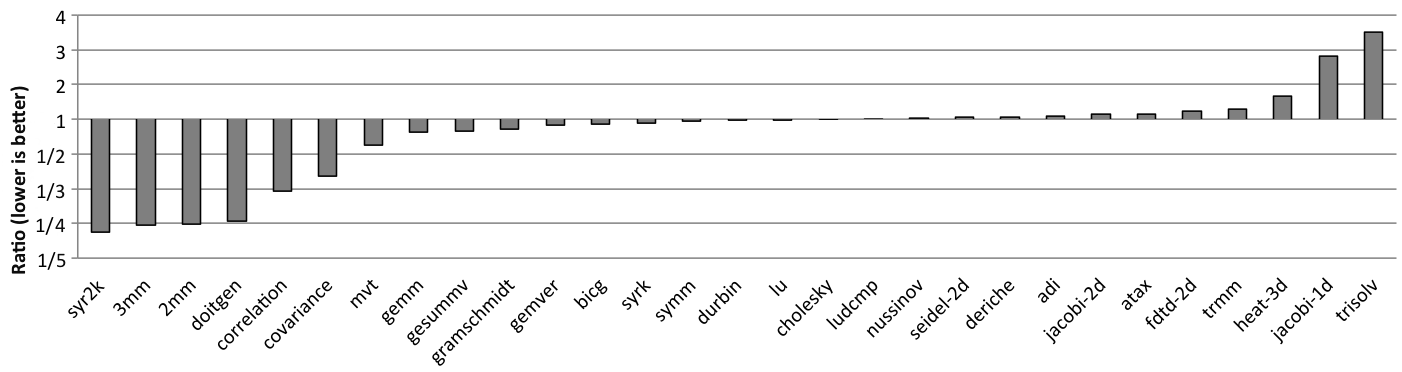 Ratio (lower is better)
4
3
2
1
1/2
1/3
1/4
1/5
syr2k
3mm
2mm
doitgen
correlation
covariance
mvt
gemm
gesummv
gramschmidt
gemver
bicg
syrk
symm
durbin
lu
cholesky
ludcmp
nussinov
seidel-2d
deriche
adi
jacobi-2d
atax
fdtd-2d
trmm
heat-3d
jacobi-1d
trisolv